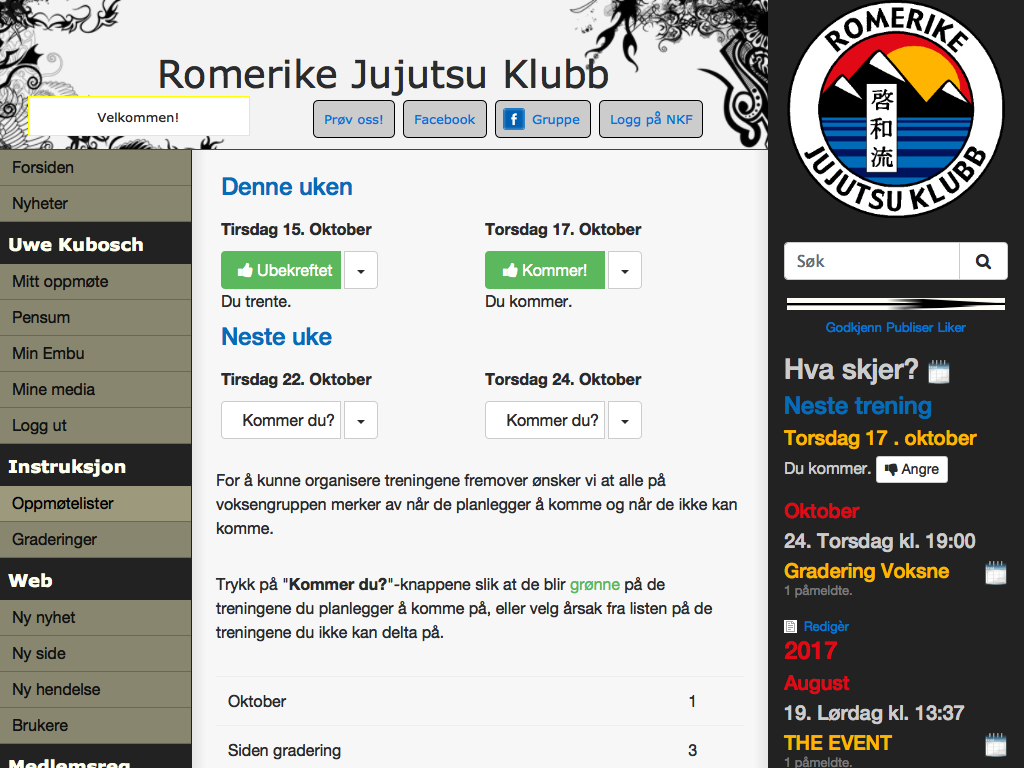 Romerike Jujutsu Klubb
Velkommen!
Prøv oss!
Facebook
Gruppe
Logg på NKF
Forsiden
Nyheter
Uwe Kubosch
Mitt oppmøte
Pensum
Min Embu
Mine media
Logg ut
Instruksjon
Oppmøtelister
Graderinger
Web
Ny nyhet
Ny side
Ny hendelse
Brukere
Medlemsreg
Denne uken
Tirsdag 15. Oktober
Torsdag 17. Oktober
Ubekreftet
Kommer!
Du trente.
Du kommer.
Neste uke
Tirsdag 22. Oktober
Torsdag 24. Oktober
Kommer du?
Kommer du?
For å kunne organisere treningene fremover ønsker vi at alle på
voksengruppen merker av når de planlegger å komme og når de ikke kan
komme.
Trykk på "Kommer du?"-knappene slik at de blir grønne på de
treningene du planlegger å komme på, eller velg årsak fra listen på de
treningene du ikke kan delta på.
Oktober 1
Siden gradering 3
ROMERIKE
啓和流
JUJUTSU KLUBB
Søk
Godkjenn Publiser Liker
Hva skjer?
Neste trening
Torsdag 17 . oktober
Du kommer. Angre
Oktober
24. Torsdag kl. 19:00
Gradering Voksne
1 påmeldte.
Redigèr
2017
August
19. Lørdag kl. 13:37
THE EVENT
1 påmeldte.